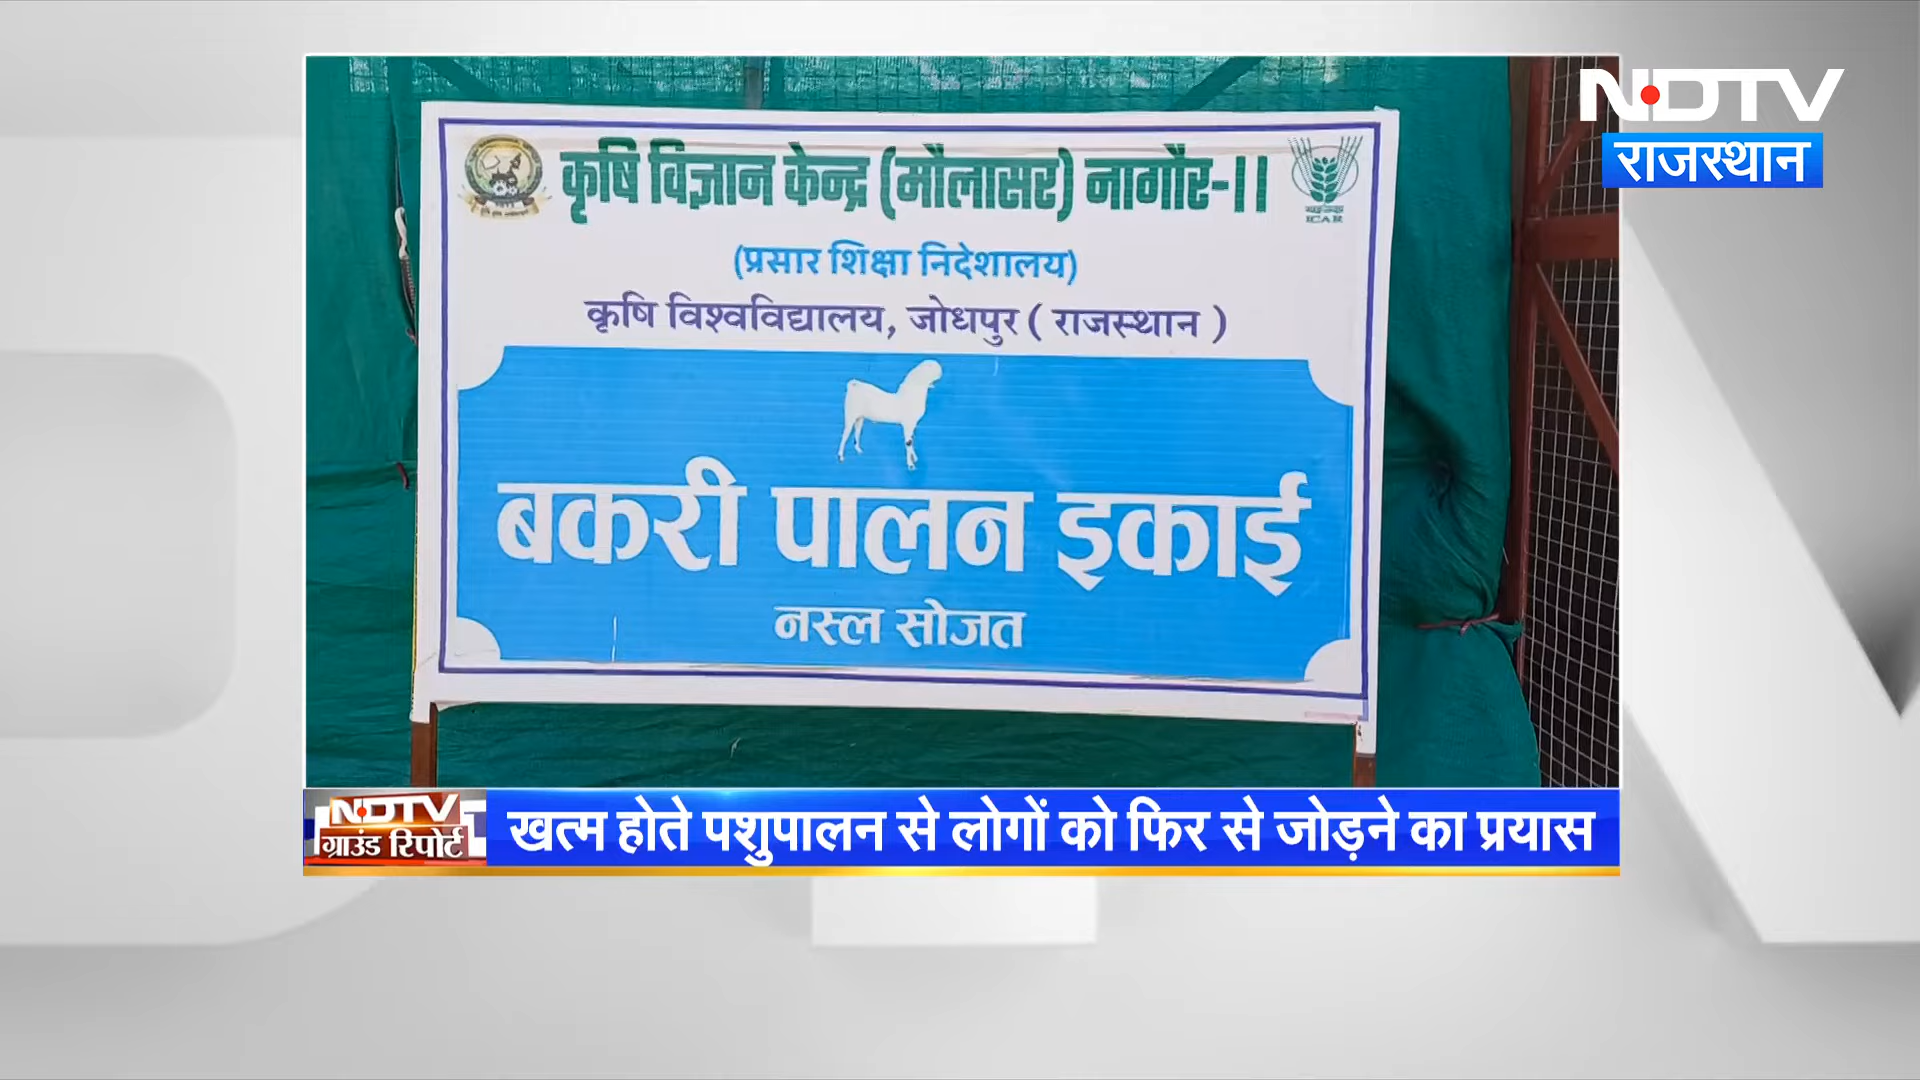 NDTV
राजस्थान
कृषि विज्ञान केन्द्र (मौलासर) नागौर-।।
ICAR
(प्रसार शिक्षा निदेशालय)
कृषि विश्वविद्यालय, जोधपुर ( राजस्थान )
बकरी पालन इकाई
नस्ल सोजत
NDTV
ग्राउंड रिपोर्ट
खत्म होते पशुपालन से लोगों को फिर से जोड़ने का प्रयास